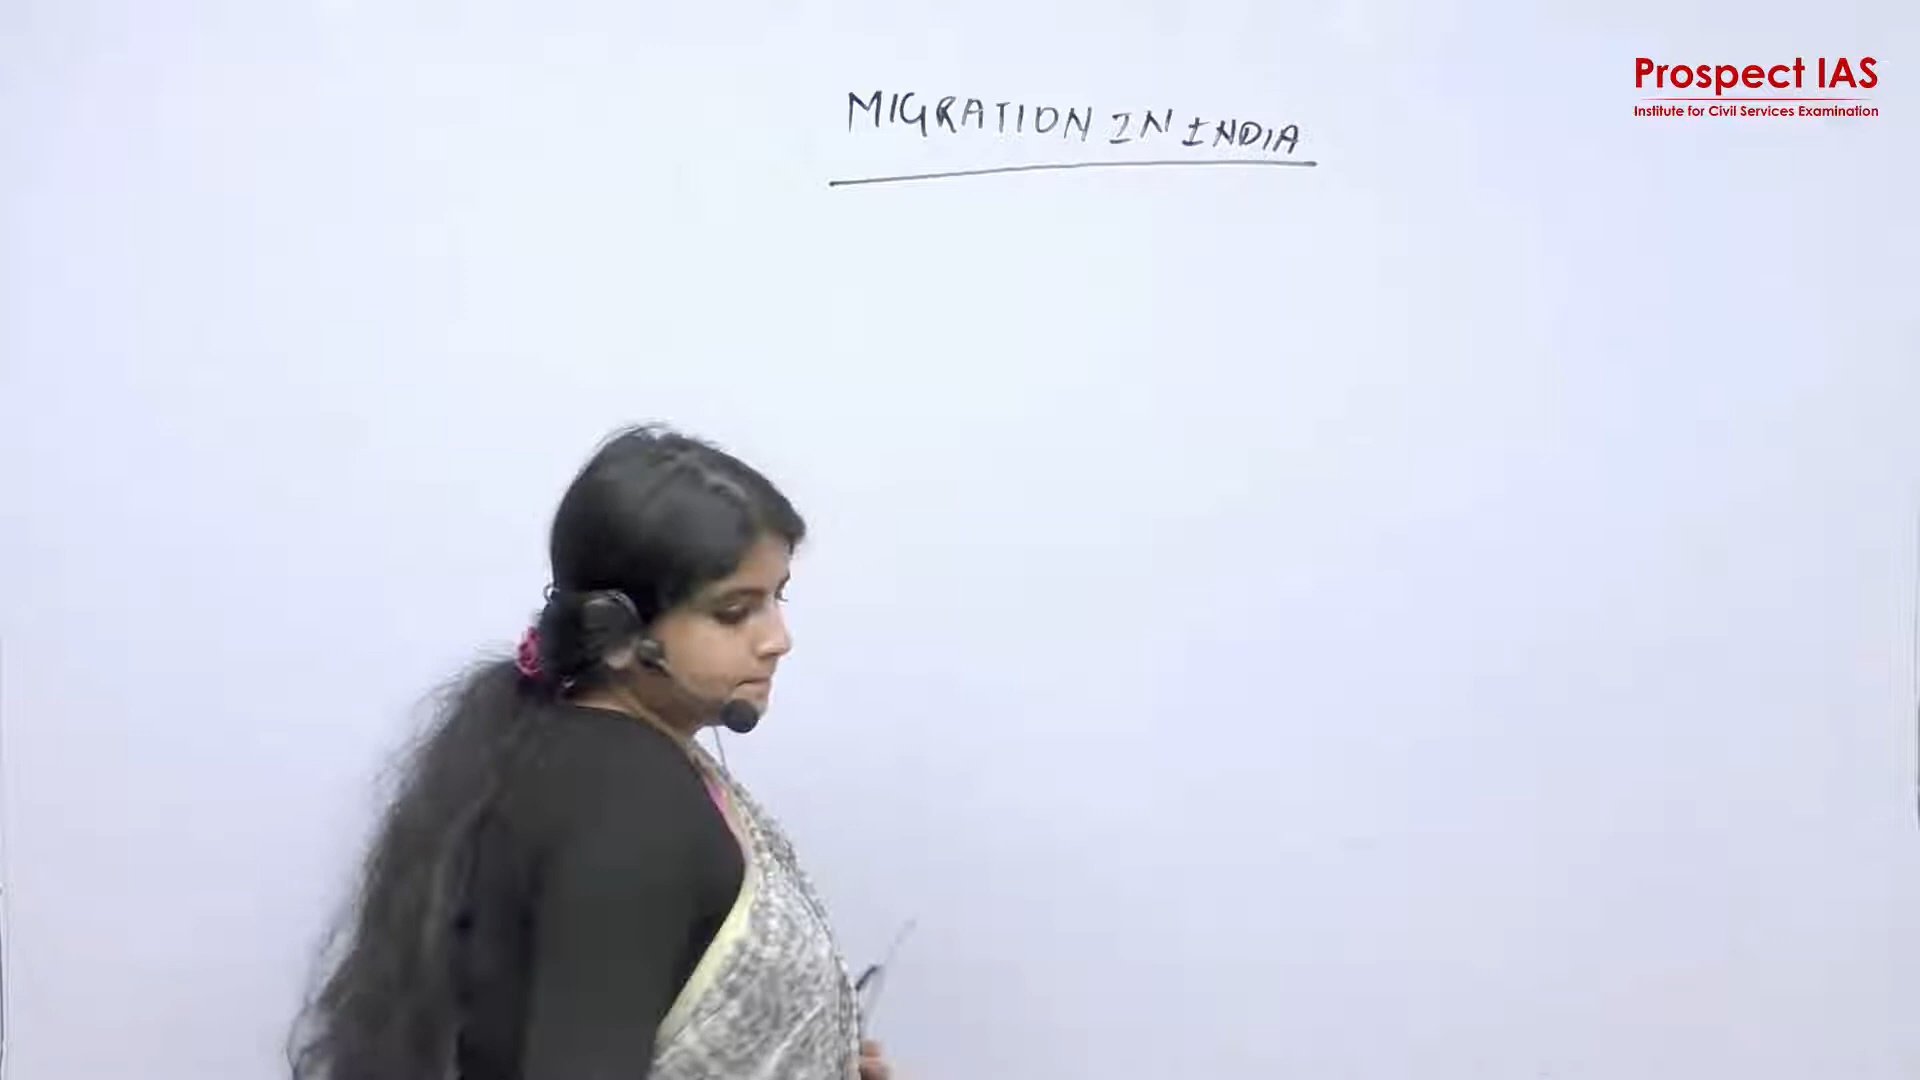 MIGRATION IN INDIA
Prospect IAS
Institute for Civil Services Examination